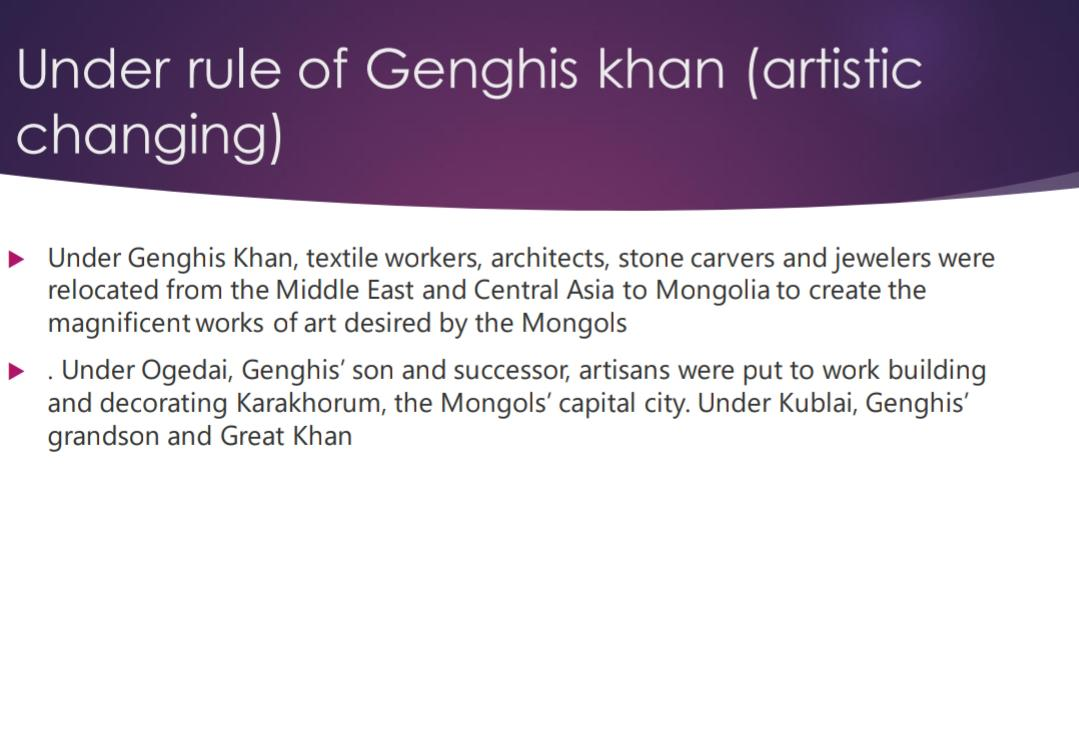 Under rule of Genghis khan (artistic
changing)
Under Genghis Khan, textile workers, architects, stone carvers and jewelers were
relocated from the Middle East and Central Asia to Mongolia to create the
magnificent works of art desired by the Mongols
. Under Ogedai, Genghis’ son and successor, artisans were put to work building
and decorating Karakhorum, the Mongols’ capital city. Under Kublai, Genghis’
grandson and Great Khan